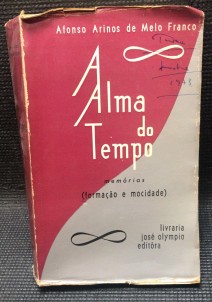 Afonso Arinos de Melo Franco
A
Alma
do
Tempo
memórias
(formação e mocidade)
livraria
josé olympio
editôra